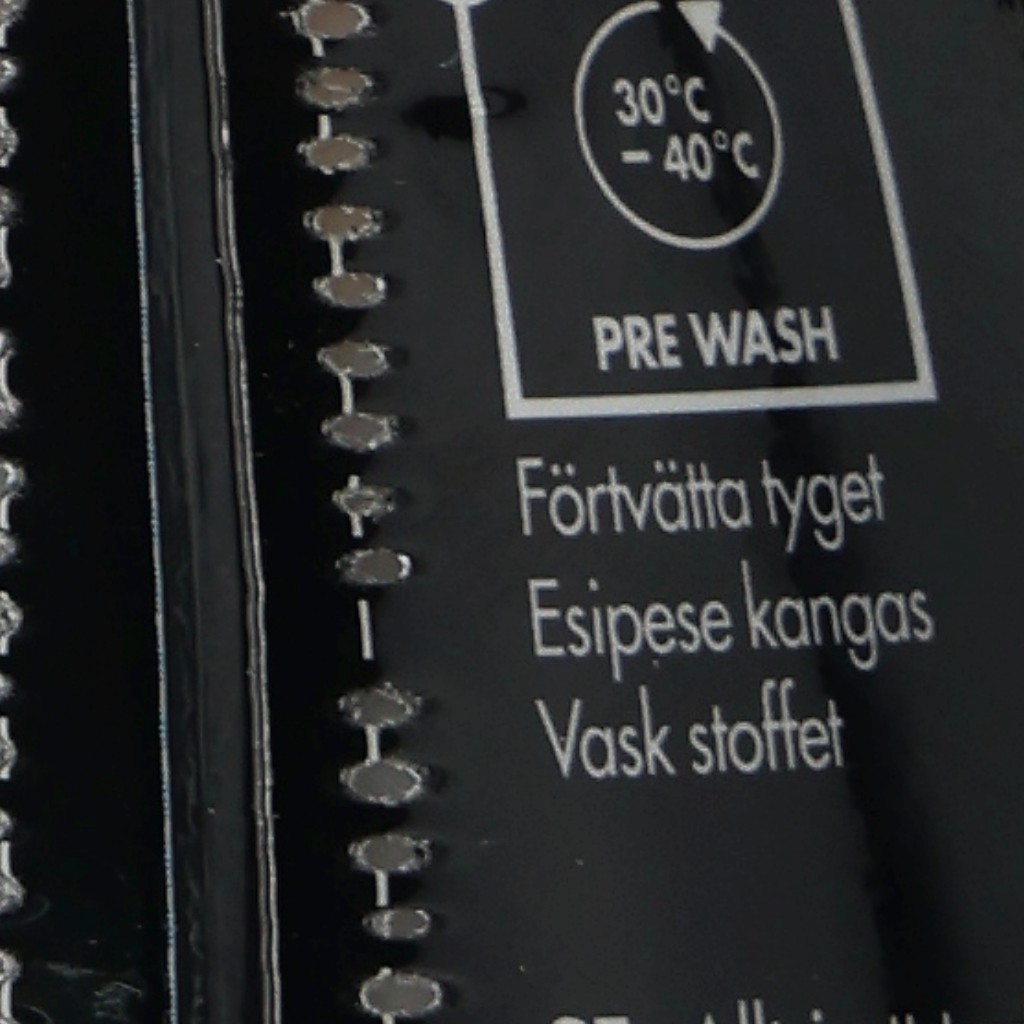 30°C
– 40°C
PRE WASH
Förtvätta tyget
Esipese kangas
Vask stoffet